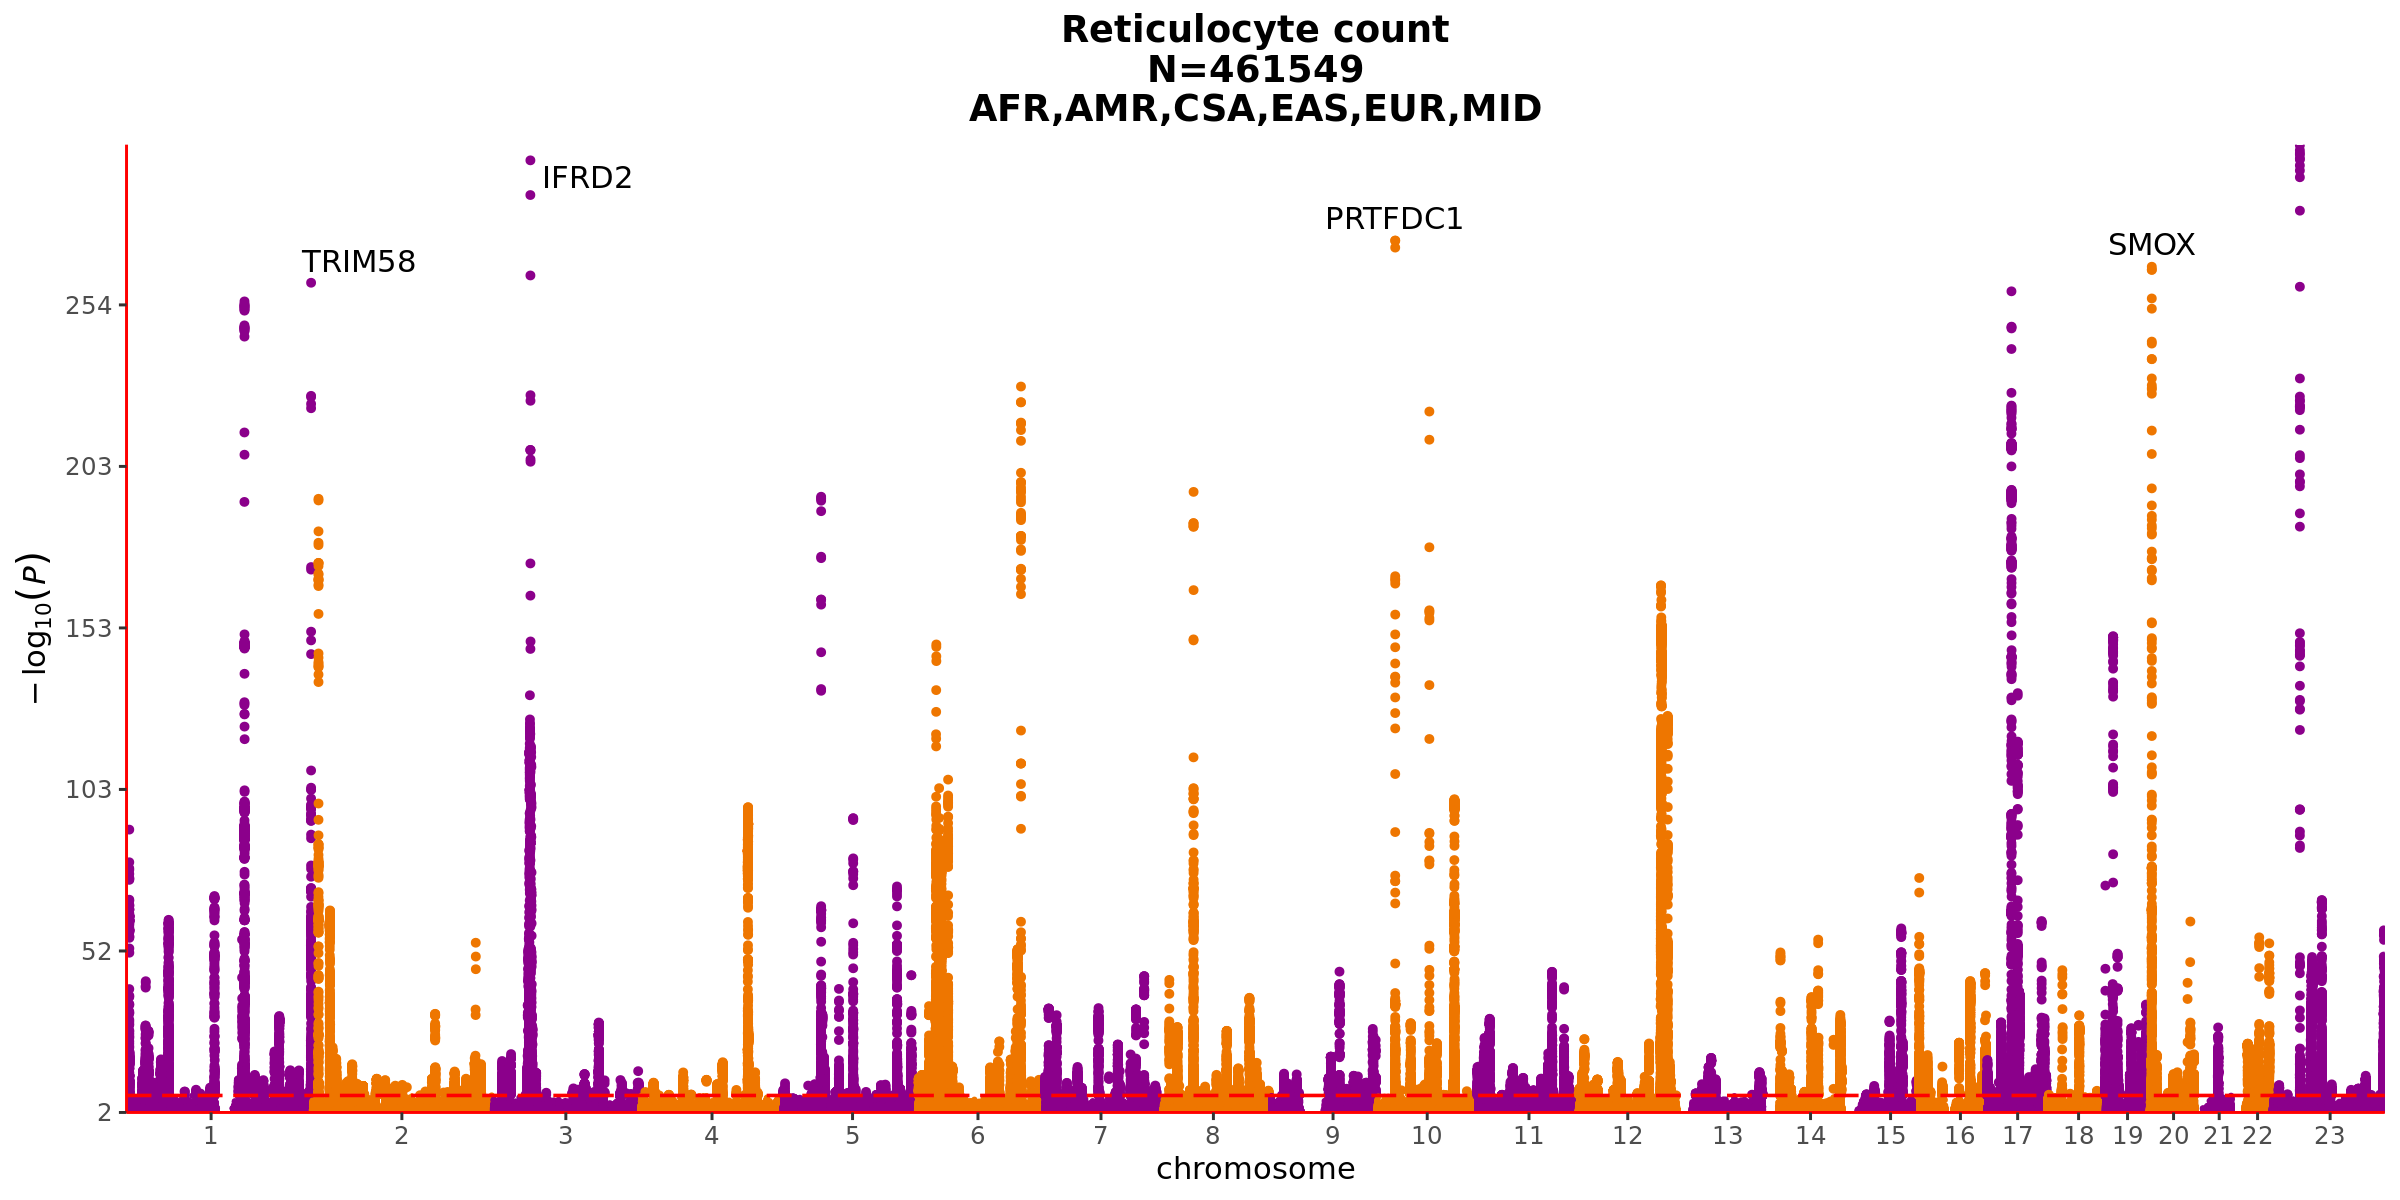 Reticulocyte count
N=461549
AFR,AMR,CSA,EAS,EUR,MID
IFRD2
PRTFDC1
SMOX
TRIM58
254
203
153
103
52
2
−log10(P)
1 2 3 4 5 6 7 8 9 10 11 12 13 14 15 16 17 18 19 20 21 22 23
chromosome